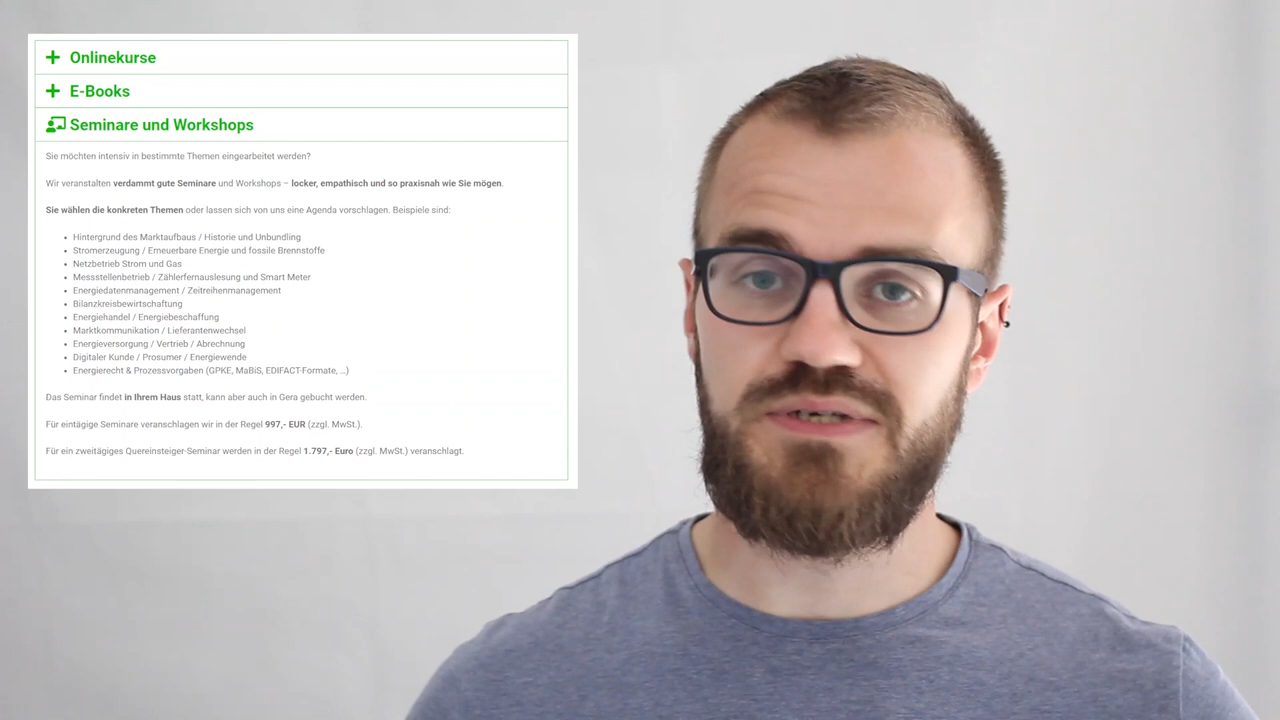 Onlinekurse
E-Books
Seminare und Workshops
Sie möchten intensiv in bestimmte Themen eingearbeitet werden?
Wir veranstalten verdammt gute Seminare und Workshops – locker, empathisch und so praxisnah wie Sie mögen.
Sie wählen die konkreten Themen oder lassen sich von uns eine Agenda vorschlagen. Beispiele sind:
• Hintergrund des Marktaufbaus / Historie und Unbundling
• Stromerzeugung / Erneuerbare Energie und fossile Brennstoffe
• Netzbetrieb Strom und Gas
• Messstellenbetrieb / Zählerfernauslesung und Smart Meter
• Energiedatenmanagement / Zeitreihenmanagement
• Bilanzkreisbewirtschaftung
• Energiehandel / Energiebeschaffung
• Marktkommunikation / Lieferantenwechsel
• Energieversorgung / Vertrieb / Abrechnung
• Digitaler Kunde / Prosumer / Energiewende
• Energierecht & Prozessvorgaben (GPKE, MaBiS, EDIFACT-Formate, ...)
Das Seminar findet in Ihrem Haus statt, kann aber auch in Gera gebucht werden.
Für eintägige Seminare veranschlagen wir in der Regel 997,- EUR (zzgl. MwSt.).
Für ein zweitägiges Quereinsteiger-Seminar werden in der Regel 1.797,- Euro (zzgl. MwSt.) veranschlagt.